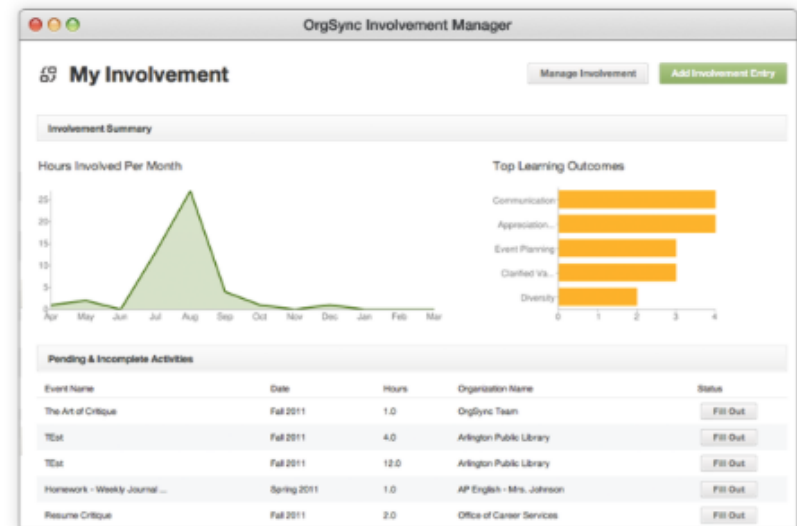 OrgSync Involvement Manager
My Involvement
Manage Involvement
Add Involvement Entry
Involvement Summary
Hours Involved Per Month
Top Learning Outcomes
25
20
15
10
5
0
Apr May Jun Jul Aug Sep Oct Nov Dec Jan Feb Mar
Communication
Appreciation...
Event Planning
Clarified Va...
Diversity
0 1 2 3 4
Pending & Incomplete Activities
Event Name Date Hours Organization Name Status
The Art of Critique Fall 2011 1.0 OrgSync Team Fill Out
TEst Fall 2011 4.0 Arlington Public Library Fill Out
TEst Fall 2011 12.0 Arlington Public Library Fill Out
Homework - Weekly Journal ... Spring 2011 1.0 AP English - Mrs. Johnson Fill Out
Resume Critique Fall 2011 2.0 Office of Career Services Fill Out